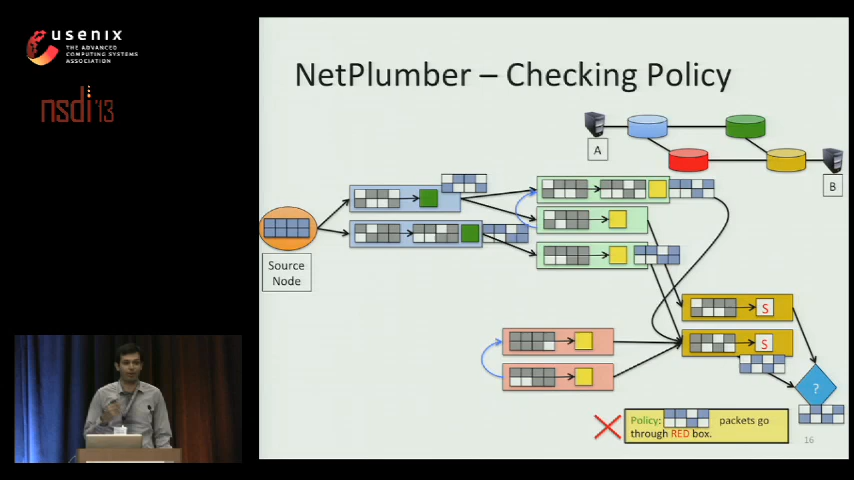 usenix
THE ADVANCED
COMPUTING SYSTEMS
ASSOCIATION
nsdi '13
NetPlumber – Checking Policy
A
B
Source
Node
S
S
?
Policy: packets go
through RED box.
16